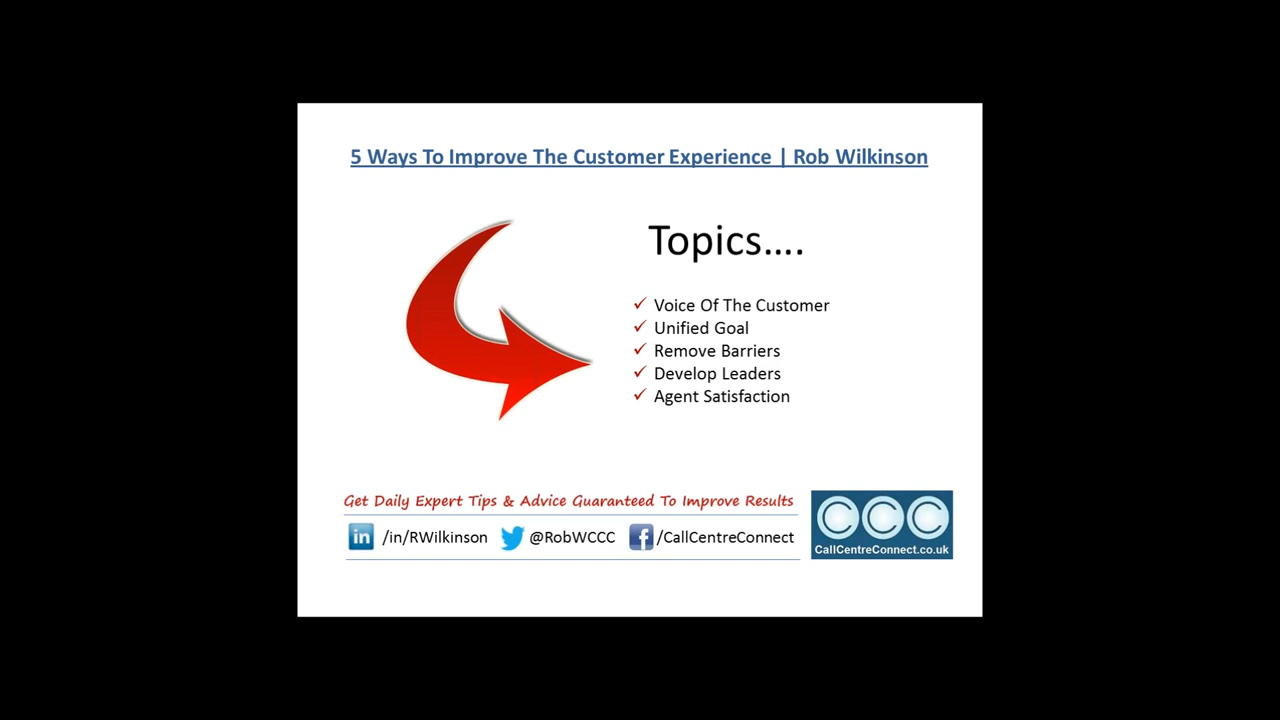 5 Ways To Improve The Customer Experience | Rob Wilkinson
Topics....
✓ Voice Of The Customer
✓ Unified Goal
✓ Remove Barriers
✓ Develop Leaders
✓ Agent Satisfaction
Get Daily Expert Tips & Advice Guaranteed To Improve Results
in /in/RWilkinson @RobWCCC f /CallCentreConnect
CCC
CallCentreConnect.co.uk